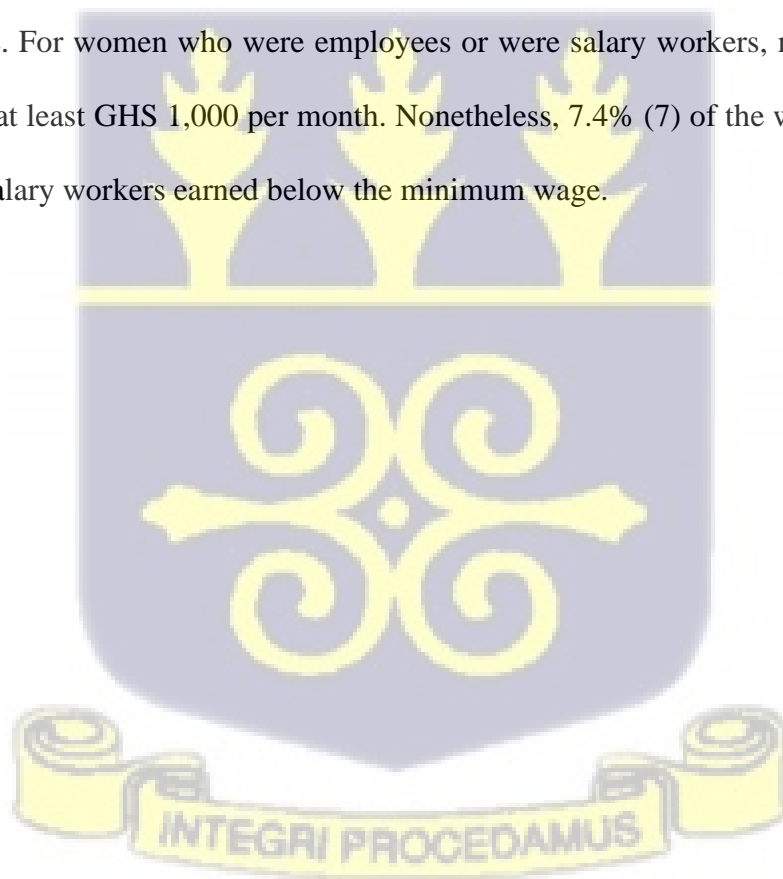 . For women who were employees or were salary workers,
at least GHS 1,000 per month. Nonetheless, 7.4% (7) of the
workers earned below the minimum wage.
INTEGRI PROCEDAMUS